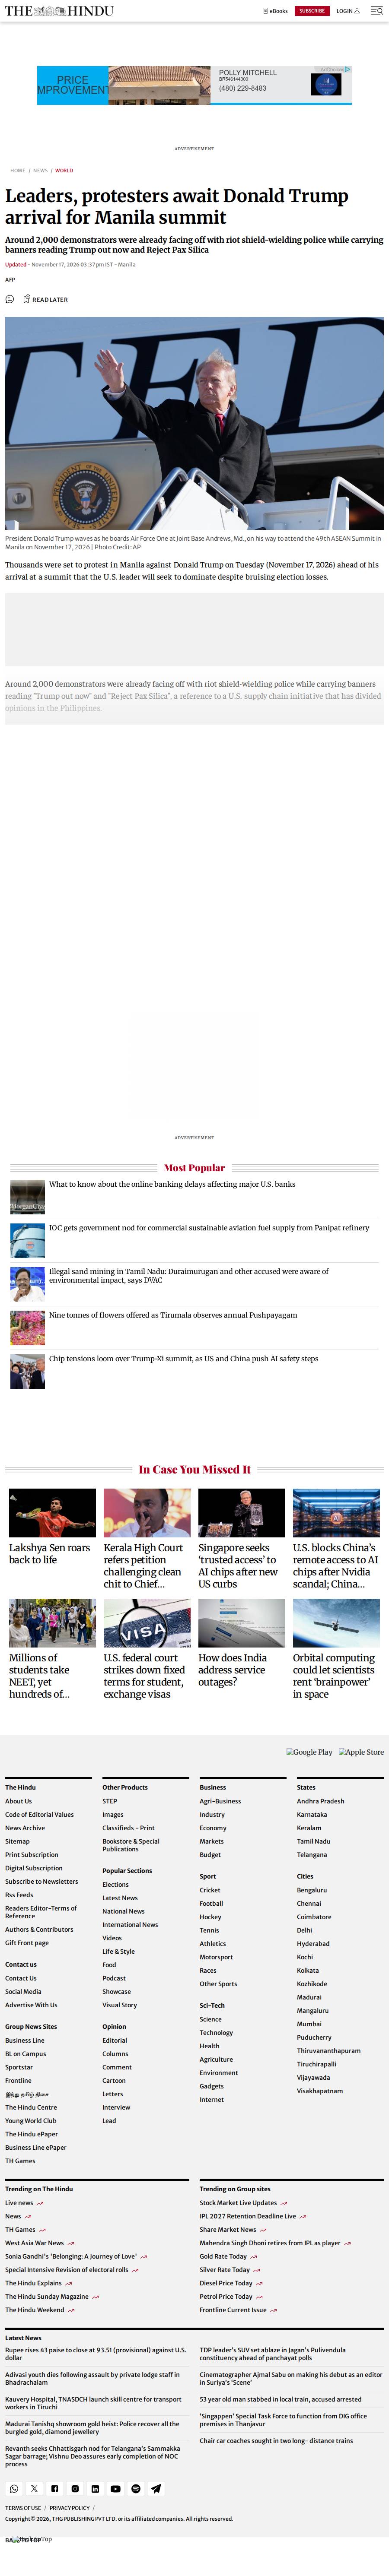 THE HINDU
eBooks
SUBSCRIBE
LOGIN
PRICE
MPROVEMENT
POLLY MITCHELL
BR546144000
(480) 229-8483
ADVERTISEMENT
HOME / NEWS / WORLD
Leaders, protesters await Donald Trump
arrival for Manila summit
Around 2,000 demonstrators were already facing off with riot shield-wielding police while carrying
banners reading Trump out now and Reject Pax Silica
Updated - November 17, 2026 01:37 pm IST - Manila
AFP
READ LATER
President Donald Trump waves as he boards Air Force One at Joint Base Andrews, Md., on his way to attend the 49th ASEAN Summit in
Manila on November 17, 2026 | Photo Credit: AP
Thousands were set to protest in Manila against Donald Trump on Tuesday (November 17, 2026) ahead of his
arrival at a summit that the U.S. leader will seek to dominate despite bruising election losses.
Around 2,000 demonstrators were already facing off with riot shield-wielding police while carrying banners
reading "Trump out now" and "Reject Pax Silica", a reference to a U.S. supply chain initiative that has divided
opinions in the Philippines.
ADVERTISEMENT
Most Popular
What to know about the online banking delays affecting major U.S. banks
IOC gets government nod for commercial sustainable aviation fuel supply from Panipat refinery
Illegal sand mining in Tamil Nadu: Duraimurugan and other accused were aware of
environmental impact, says DVAC
Nine tonnes of flowers offered as Tirumala observes annual Pushpayagam
Chip tensions loom over Trump-Xi summit, as US and China push AI safety steps
In Case You Missed It
Lakshya Sen roars
back to life
Kerala High Court
refers petition
challenging clean
chit to Chief...
Singapore seeks
‘trusted access’ to
AI chips after new
US curbs
U.S. blocks China’s
remote access to AI
chips after Nvidia
scandal; China...
Millions of
students take
NEET, yet
hundreds of...
VISA
U.S. federal court
strikes down fixed
terms for student,
exchange visas
How does India
address service
outages?
Orbital computing
could let scientists
rent ‘brainpower’
in space
Google Play
Apple Store
The Hindu
About Us
Code of Editorial Values
News Archive
Sitemap
Print Subscription
Digital Subscription
Subscribe to Newsletters
Rss Feeds
Readers Editor-Terms of
Reference
Authors & Contributors
Gift Front page
Contact us
Contact Us
Social Media
Advertise With Us
Group News Sites
Business Line
BL on Campus
Sportstar
Frontline
இந்து தமிழ் திசை
The Hindu Centre
Young World Club
The Hindu ePaper
Business Line ePaper
TH Games
Other Products
STEP
Images
Classifieds - Print
Bookstore & Special
Publications
Popular Sections
Elections
Latest News
National News
International News
Videos
Life & Style
Food
Podcast
Showcase
Visual Story
Opinion
Editorial
Columns
Comment
Cartoon
Letters
Interview
Lead
Business
Agri-Business
Industry
Economy
Markets
Budget
Sport
Cricket
Football
Hockey
Tennis
Athletics
Motorsport
Races
Other Sports
Sci-Tech
Science
Technology
Health
Agriculture
Environment
Gadgets
Internet
States
Andhra Pradesh
Karnataka
Keralam
Tamil Nadu
Telangana
Cities
Bengaluru
Chennai
Coimbatore
Delhi
Hyderabad
Kochi
Kolkata
Kozhikode
Madurai
Mangaluru
Mumbai
Puducherry
Thiruvananthapuram
Tiruchirapalli
Vijayawada
Visakhapatnam
Trending on The Hindu
Live news
News
TH Games
West Asia War News
Sonia Gandhi's 'Belonging: A Journey of Love'
Special Intensive Revision of electoral rolls
The Hindu Explains
The Hindu Sunday Magazine
The Hindu Weekend
Trending on Group sites
Stock Market Live Updates
IPL 2027 Retention Deadline Live
Share Market News
Mahendra Singh Dhoni retires from IPL as player
Gold Rate Today
Silver Rate Today
Diesel Price Today
Petrol Price Today
Frontline Current Issue
Latest News
Rupee rises 43 paise to close at 93.51 (provisional) against U.S.
dollar
Adivasi youth dies following assault by private lodge staff in
Bhadrachalam
Kauvery Hospital, TNASDCH launch skill centre for transport
workers in Tiruchi
Madurai Tanishq showroom gold heist: Police recover all the
burgled gold, diamond jewellery
Revanth seeks Chhattisgarh nod for Telangana's Sammakka
Sagar barrage; Vishnu Deo assures early completion of NOC
process
TDP leader's SUV set ablaze in Jagan's Pulivendula
constituency ahead of panchayat polls
Cinematographer Ajmal Sabu on making his debut as an editor
in Suriya's 'Scene'
53 year old man stabbed in local train, accused arrested
'Singappen' Special Task Force to function from DIG office
premises in Thanjavur
Chair car coaches sought in two long- distance trains
TERMS OF USE / PRIVACY POLICY /
Copyright© 2026, THG PUBLISHING PVT LTD. or its affiliated companies. All rights reserved.
BACK TO TOP